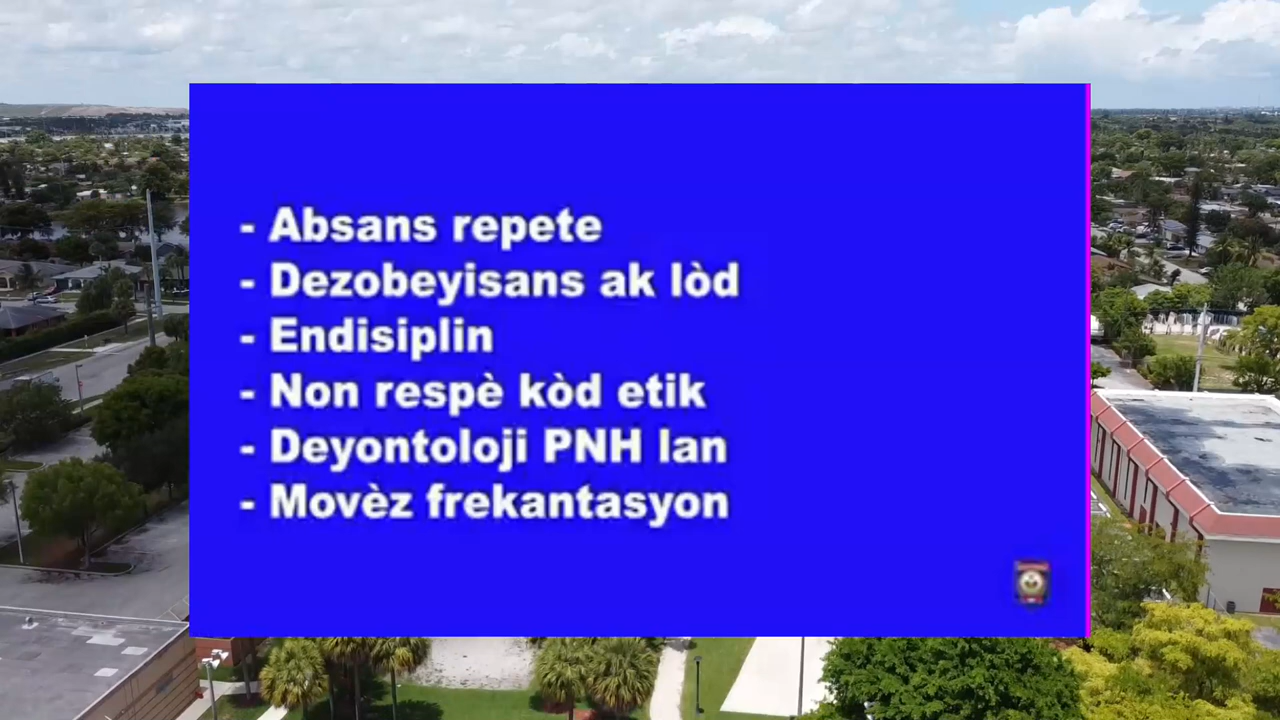 - Absans repete
- Dezobeyisans ak lòd
- Endisiplin
- Non respè kòd etik
- Deyontoloji PNH lan
- Movèz frekantasyon